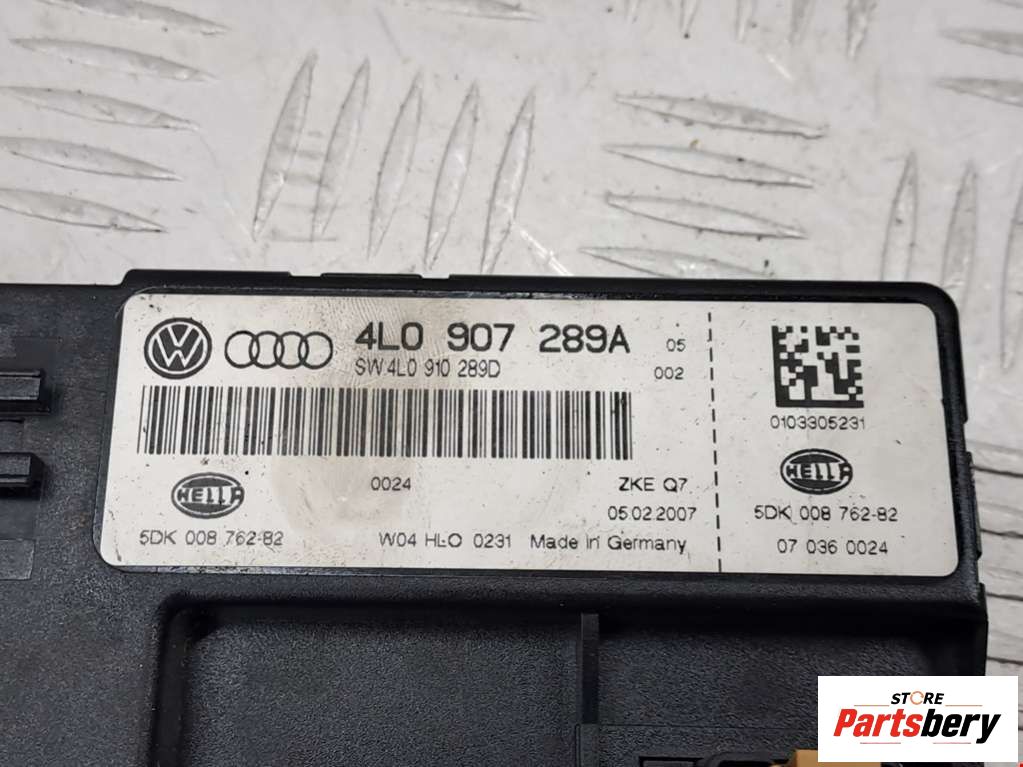 4L0 907 289A 05
SW 4L0 910 289D 002
0103305231
HELLA
0024 ZKE Q7
05.02.2007
5DK 008 762-82 W04 HLO 0231 Made in Germany
HELLA
5DK 008 762-82
07 036 0024
STORE
Partsbery